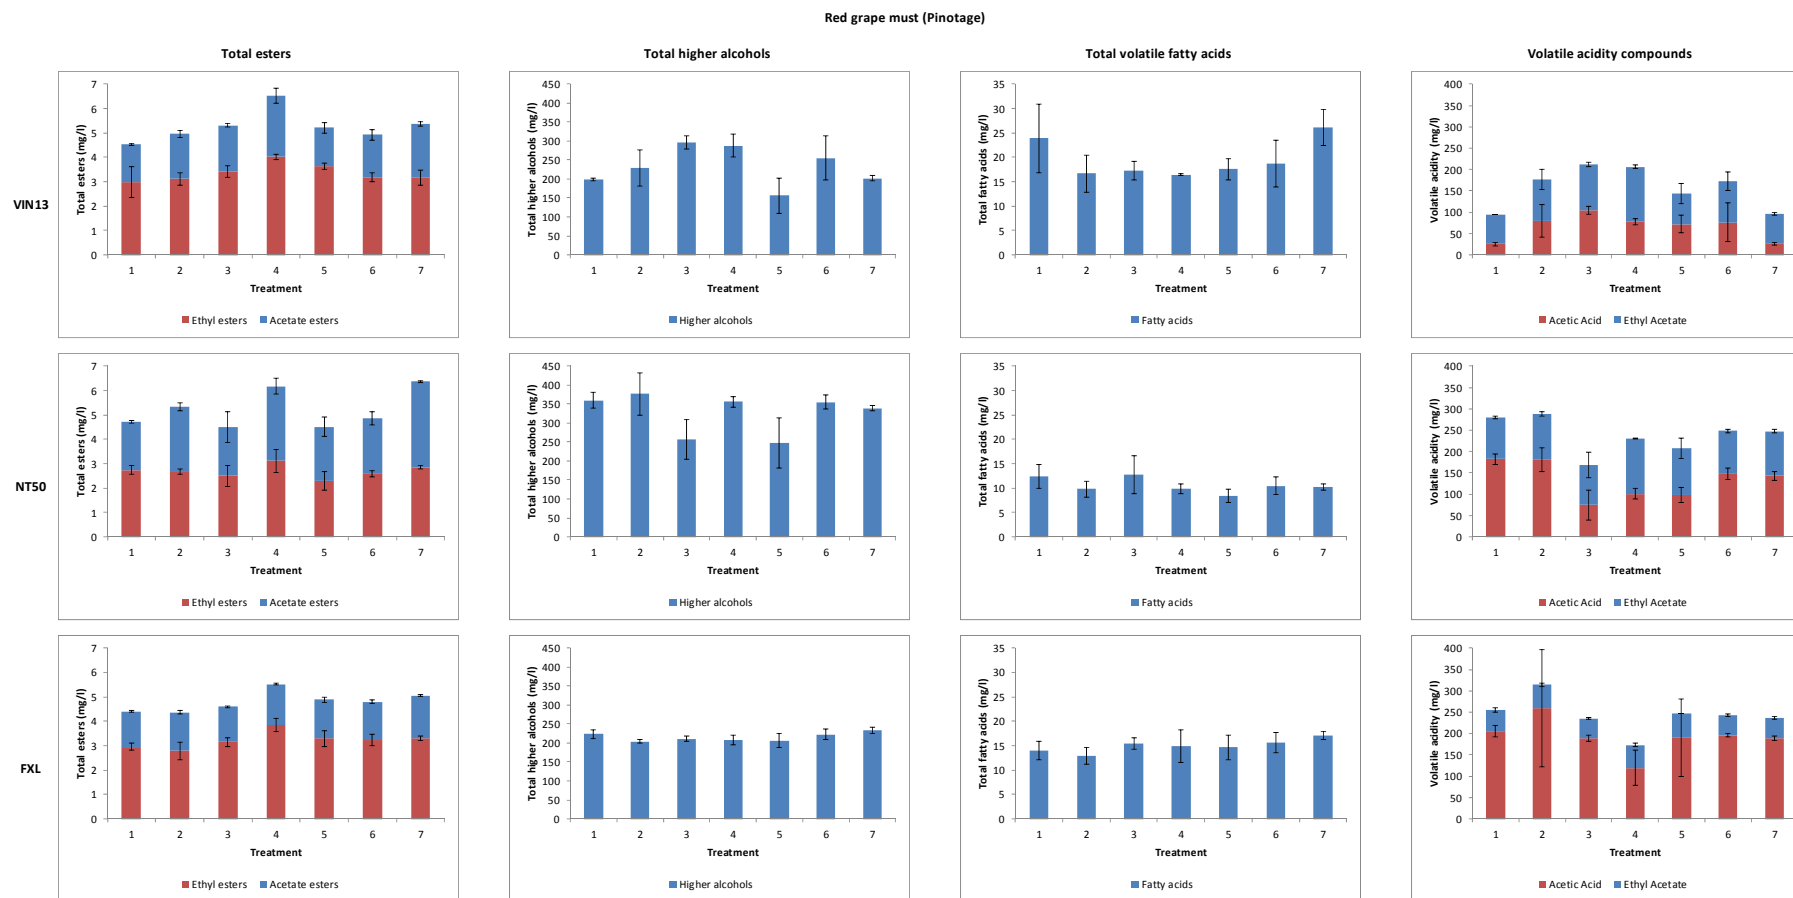 Red grape must (Pinotage)
Total esters
Total higher alcohols
Total volatile fatty acids
Volatile acidity compounds
VIN13
Total esters (mg/l)
7
6
5
4
3
2
1
0
1 2 3 4 5 6 7
Treatment
Ethyl esters Acetate esters
Total higher alcohols (mg/l)
450
400
350
300
250
200
150
100
50
0
1 2 3 4 5 6 7
Treatment
Higher alcohols
Total fatty acids (mg/l)
35
30
25
20
15
10
5
0
1 2 3 4 5 6 7
Treatment
Fatty acids
Volatile acidity (mg/l)
400
350
300
250
200
150
100
50
0
1 2 3 4 5 6 7
Treatment
Acetic Acid Ethyl Acetate
NT50
Total esters (mg/l)
7
6
5
4
3
2
1
0
1 2 3 4 5 6 7
Treatment
Ethyl esters Acetate esters
Total higher alcohols (mg/l)
450
400
350
300
250
200
150
100
50
0
1 2 3 4 5 6 7
Treatment
Higher alcohols
Total fatty acids (mg/l)
35
30
25
20
15
10
5
0
1 2 3 4 5 6 7
Treatment
Fatty acids
Volatile acidity (mg/l)
400
350
300
250
200
150
100
50
0
1 2 3 4 5 6 7
Treatment
Acetic Acid Ethyl Acetate
FXL
Total esters (mg/l)
7
6
5
4
3
2
1
0
1 2 3 4 5 6 7
Treatment
Ethyl esters Acetate esters
Total higher alcohols (mg/l)
450
400
350
300
250
200
150
100
50
0
1 2 3 4 5 6 7
Treatment
Higher alcohols
Total fatty acids (mg/l)
35
30
25
20
15
10
5
0
1 2 3 4 5 6 7
Treatment
Fatty acids
Volatile addity (mg/l)
400
350
300
250
200
150
100
50
0
1 2 3 4 5 6 7
Treatment
Acetic Acid Ethyl Acetate